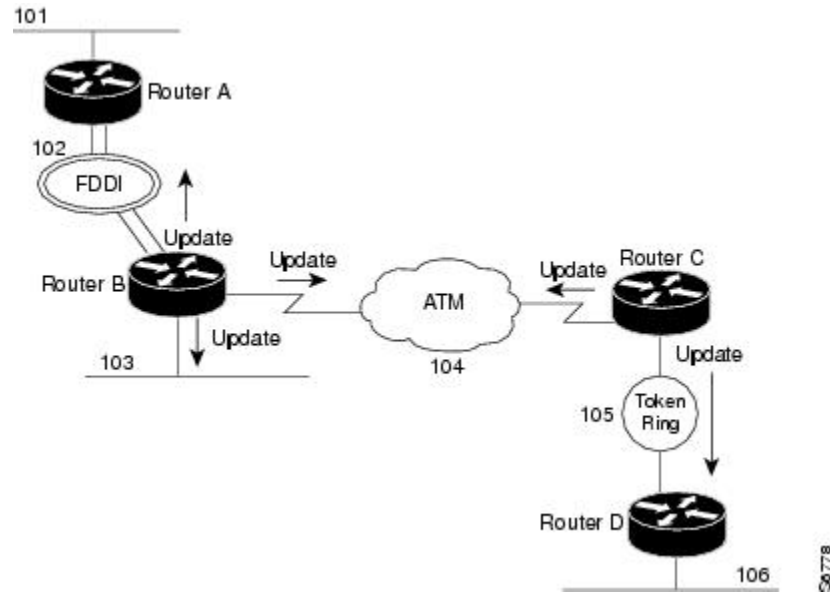 101
Router A
102
FDDI
Update
Router B
Update
Update
103
ATM
104
Update
Router C
Update
105
Token
Ring
Router D
106
S6778